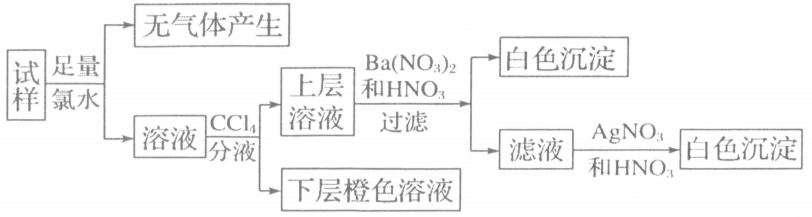 试样
足量
氯水
无气体产生
溶液
CCl₄
分液
上层
溶液
下层橙色溶液
Ba(NO₃)₂
和HNO₃
过滤
白色沉淀
滤液
AgNO₃
和HNO₃
白色沉淀